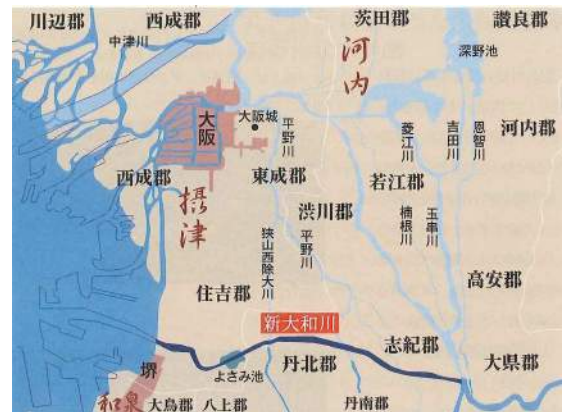 川辺郡
西成郡
茨田郡
讃良郡
中津川
河内
深野池
大阪
大阪城
平野川
菱江川
吉田川
恩智川
河内郡
西成郡
摂津
東成郡
若江郡
渋川郡
楠根川
玉串川
狭山西除大川
平野川
高安郡
住吉郡
新大和川
志紀郡
大県郡
堺
よさみ池
丹北郡
和泉
大鳥郡
八上郡
丹南郡